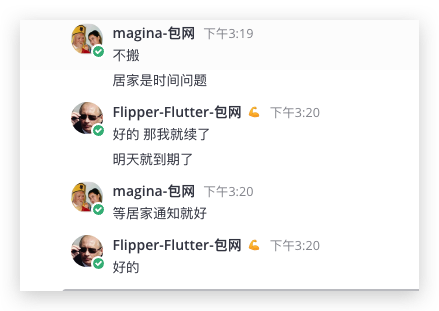 magina-包网 下午3:19
不搬
居家是时间问题
Flipper-Flutter-包网 💪 下午3:20
好的 那我就续了
明天就到期了
magina-包网 下午3:20
等居家通知就好
Flipper-Flutter-包网 💪 下午3:20
好的